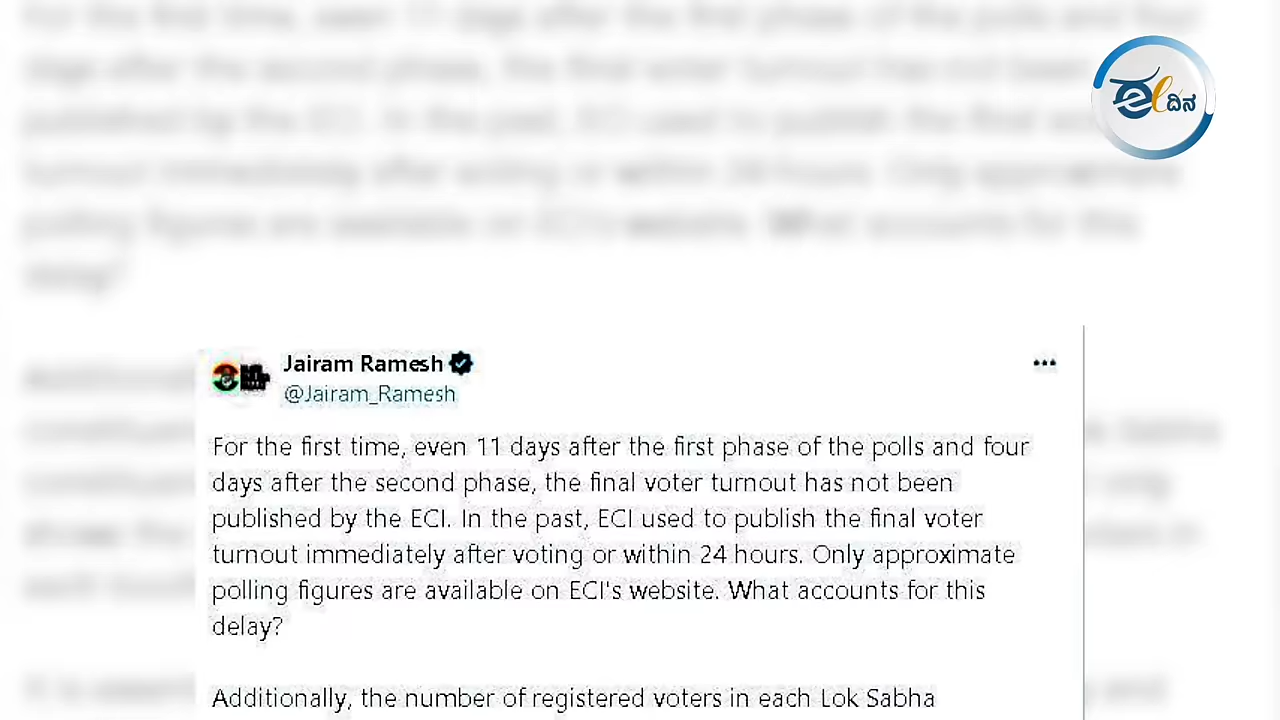 ಈ ದಿನ
Jairam Ramesh
@Jairam_Ramesh
For the first time, even 11 days after the first phase of the polls and four
days after the second phase, the final voter turnout has not been
published by the ECI. In the past, ECI used to publish the final voter
turnout immediately after voting or within 24 hours. Only approximate
polling figures are available on ECI's website. What accounts for this
delay?
Additionally, the number of registered voters in each Lok Sabha